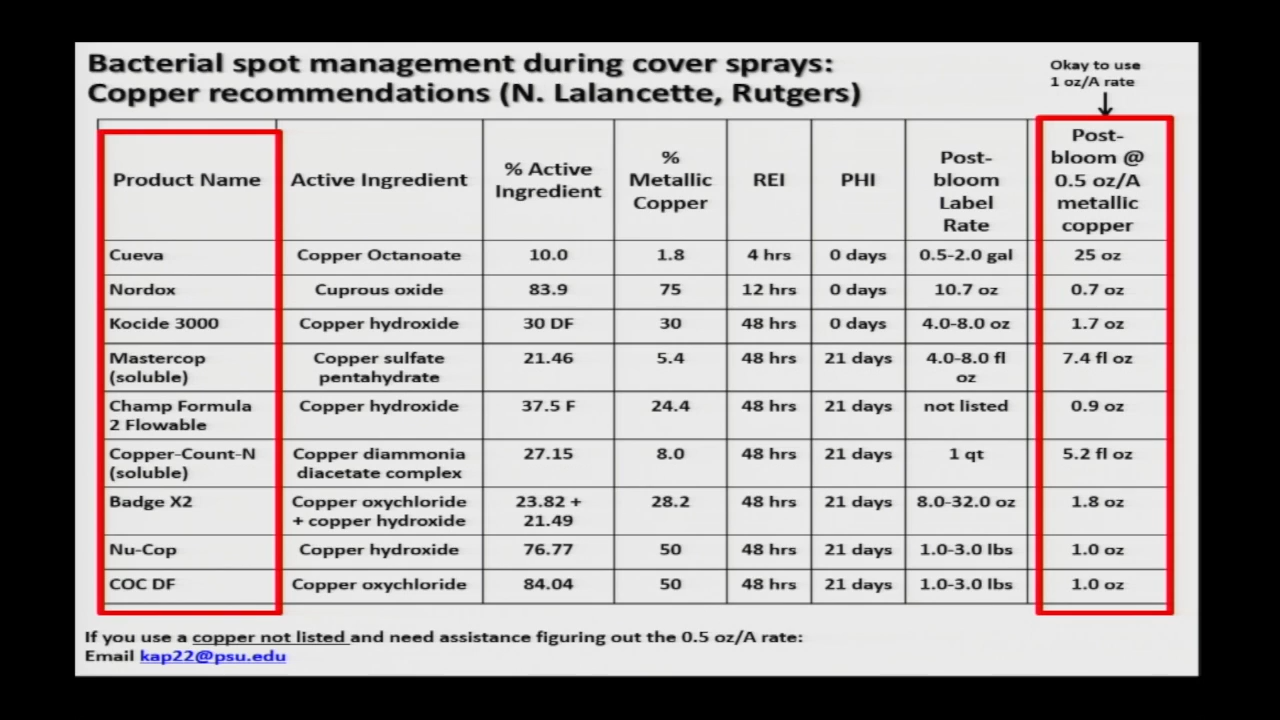 Bacterial spot management during cover sprays:
Copper recommendations (N. Lalancette, Rutgers)
Okay to use
1 oz/A rate
Product Name
Active Ingredient
% Active
Ingredient
%
Metallic
Copper
REI
PHI
Post-
bloom
Label
Rate
Post-
bloom @
0.5 oz/A
metallic
copper
Cueva Copper Octanoate 10.0 1.8 4 hrs 0 days 0.5-2.0 gal 25 oz
Nordox Cuprous oxide 83.9 75 12 hrs 0 days 10.7 oz 0.7 oz
Kocide 3000 Copper hydroxide 30 DF 30 48 hrs 0 days 4.0-8.0 oz 1.7 oz
Mastercop Copper sulfate 21.46 5.4 48 hrs 21 days 4.0-8.0 fl 7.4 fl oz
(soluble) pentahydrate oz
Champ Formula Copper hydroxide 37.5 F 24.4 48 hrs 21 days not listed 0.9 oz
2 Flowable
Copper-Count-N Copper diammonia 27.15 8.0 48 hrs 21 days 1 qt 5.2 fl oz
(soluble) diacetate complex
Badge X2 Copper oxychloride 23.82 + 28.2 48 hrs 21 days 8.0-32.0 oz 1.8 oz
+ copper hydroxide 21.49
Nu-Cop Copper hydroxide 76.77 50 48 hrs 21 days 1.0-3.0 lbs 1.0 oz
COC DF Copper oxychloride 84.04 50 48 hrs 21 days 1.0-3.0 lbs 1.0 oz
If you use a copper not listed and need assistance figuring out the 0.5 oz/A rate:
Email kap22@psu.edu